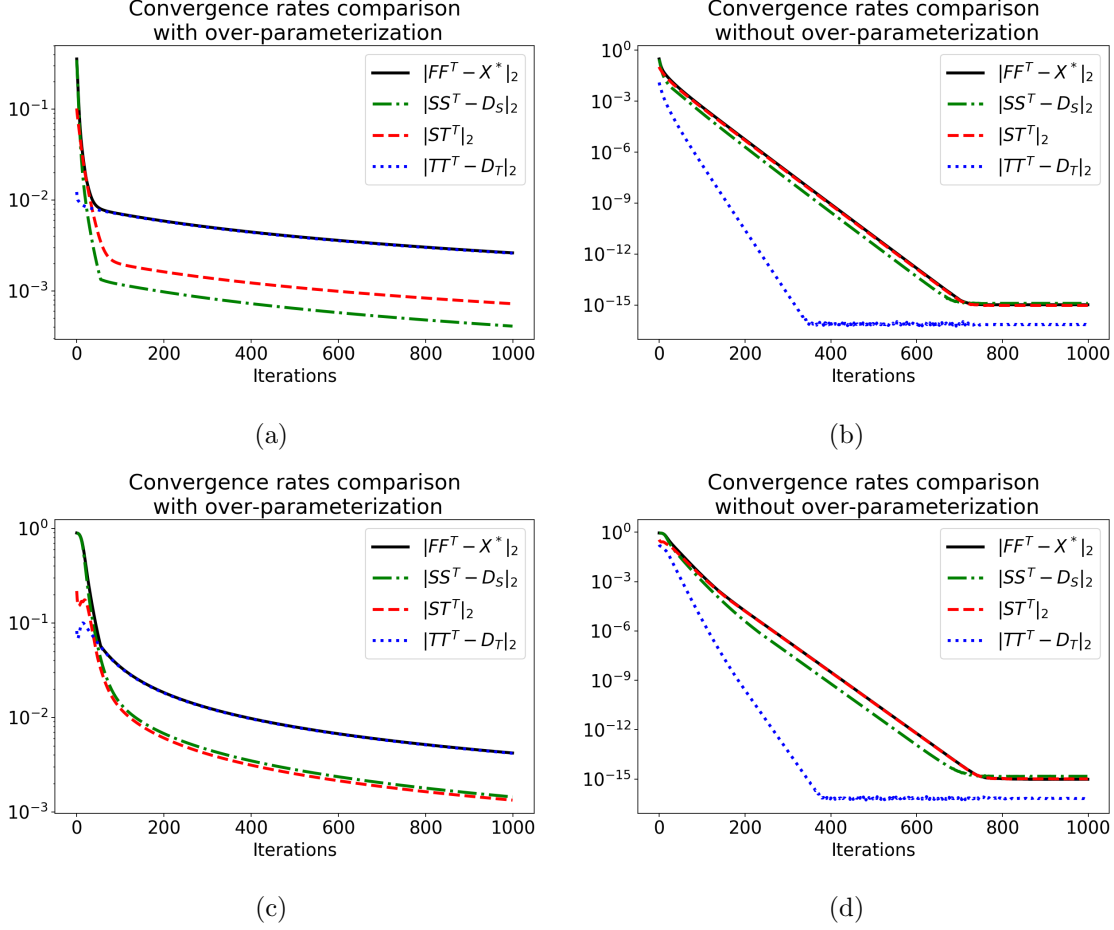 Convergence rates comparison
with over-parameterization
10^{-1}
10^{-2}
10^{-3}
|FF^T − X^*|_2
|SS^T − D_S|_2
|ST^T|_2
|TT^T − D_T|_2
0 200 400 600 800 1000
Iterations
(a)
Convergence rates comparison
without over-parameterization
10^0
10^{-3}
10^{-6}
10^{-9}
10^{-12}
10^{-15}
|FF^T − X^*|_2
|SS^T − D_S|_2
|ST^T|_2
|TT^T − D_T|_2
0 200 400 600 800 1000
Iterations
(b)
Convergence rates comparison
with over-parameterization
10^0
10^{-1}
10^{-2}
10^{-3}
|FF^T − X^*|_2
|SS^T − D_S|_2
|ST^T|_2
|TT^T − D_T|_2
0 200 400 600 800 1000
Iterations
(c)
Convergence rates comparison
without over-parameterization
10^0
10^{-3}
10^{-6}
10^{-9}
10^{-12}
10^{-15}
|FF^T − X^*|_2
|SS^T − D_S|_2
|ST^T|_2
|TT^T − D_T|_2
0 200 400 600 800 1000
Iterations
(d)